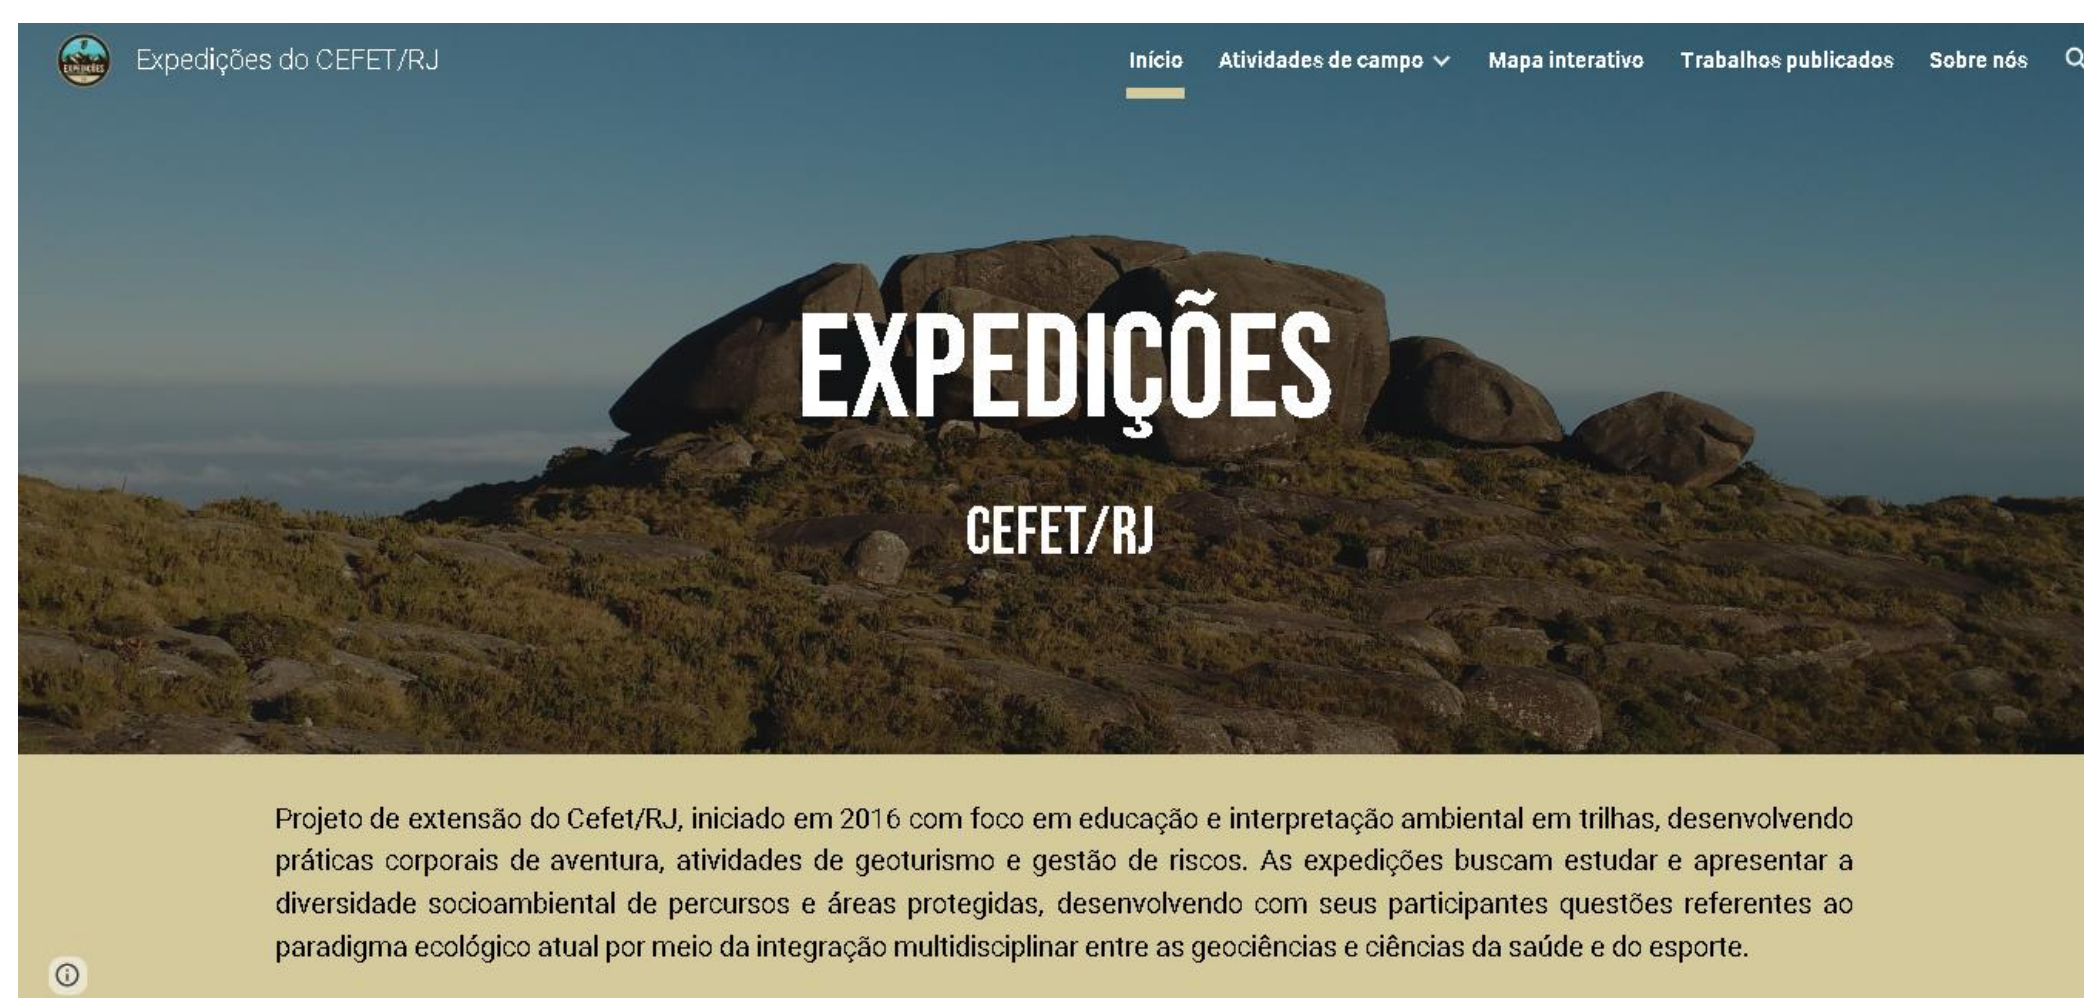 EXPEDIÇÕES
Expedições do CEFET/RJ
Início
Atividades de campo
Mapa interativo
Trabalhos publicados
Sobre nós
EXPEDIÇÕES
CEFET/RJ
Projeto de extensão do Cefet/RJ, iniciado em 2016 com foco em educação e interpretação ambiental em trilhas, desenvolvendo
práticas corporais de aventura, atividades de geoturismo e gestão de riscos. As expedições buscam estudar e apresentar a
diversidade socioambiental de percursos e áreas protegidas, desenvolvendo com seus participantes questões referentes ao
paradigma ecológico atual por meio da integração multidisciplinar entre as geociências e ciências da saúde e do esporte.